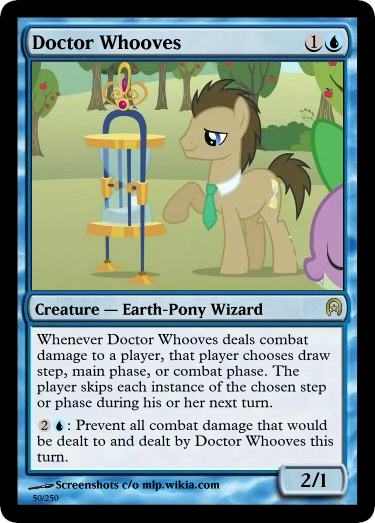 Doctor Whooves 1
Creature — Earth-Pony Wizard
Whenever Doctor Whooves deals combat
damage to a player, that player chooses draw
step, main phase, or combat phase. The
player skips each instance of the chosen step
or phase during his or her next turn.
2 : Prevent all combat damage that would
be dealt to and dealt by Doctor Whooves this
turn.
Screenshots c/o mlp.wikia.com
2/1
50/250